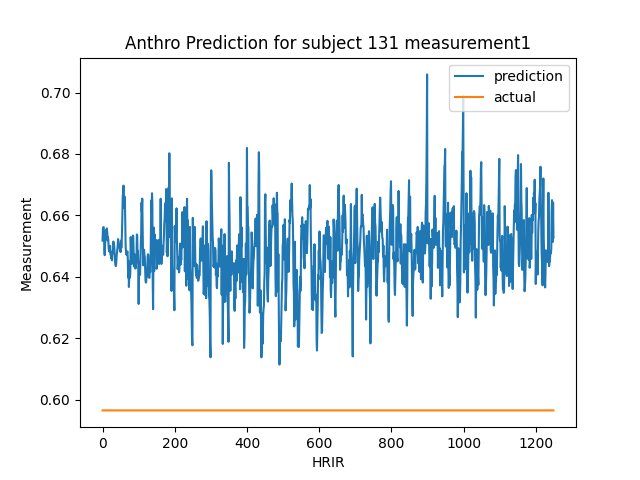 Anthro Prediction for subject 131 measurement1
prediction
actual
Measurement
0.70
0.68
0.66
0.64
0.62
0.60
0
200
400
600
800
1000
1200
HRIR